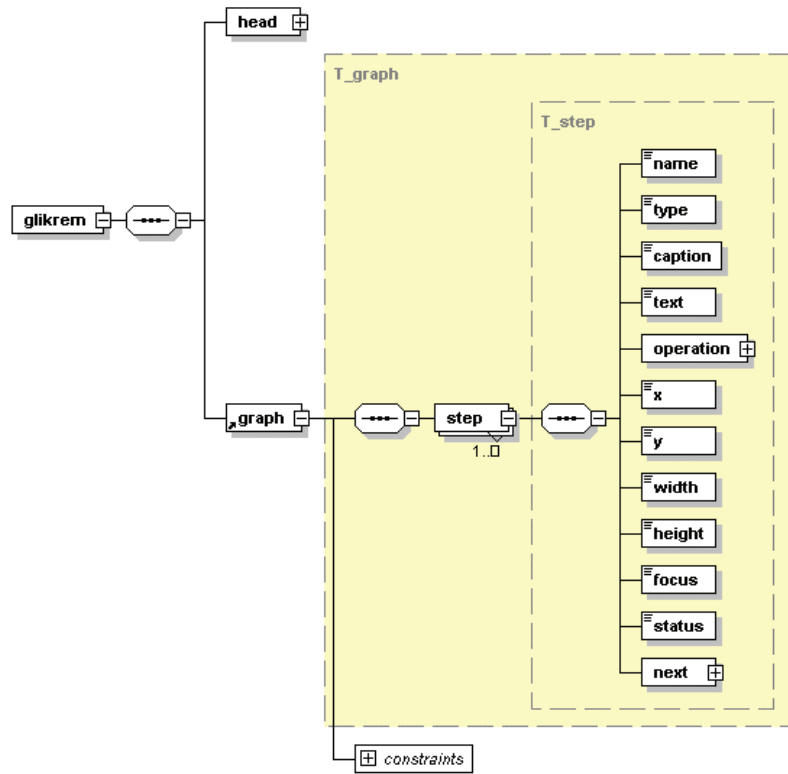 head
T_graph
T_step
name
type
glikrem
caption
text
operation
x
graph
step
1..
y
width
height
focus
status
next
constraints